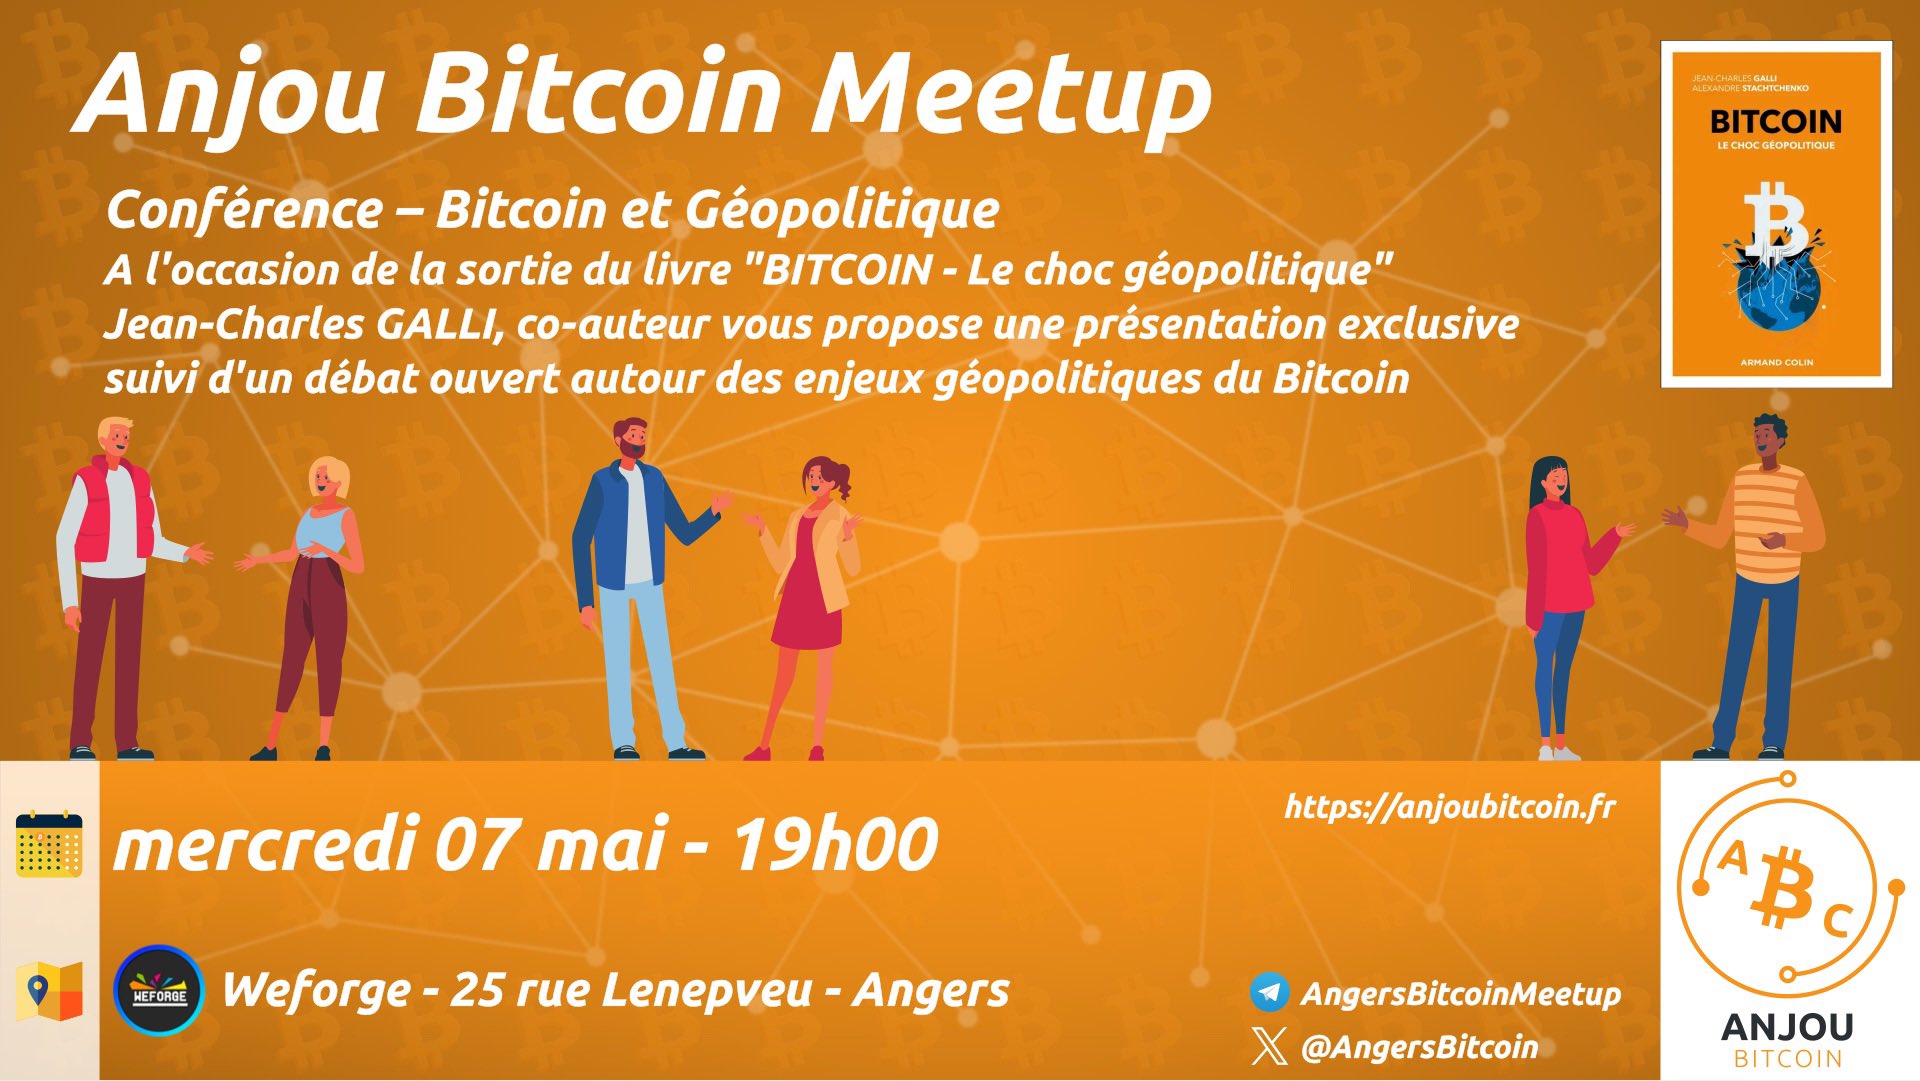 Anjou Bitcoin Meetup
Conférence – Bitcoin et Géopolitique
A l'occasion de la sortie du livre "BITCOIN - Le choc géopolitique"
Jean-Charles GALLI, co-auteur vous propose une présentation exclusive
suivi d'un débat ouvert autour des enjeux géopolitiques du Bitcoin
JEAN-CHARLES GALLI
ALEXANDRE STACHTCHENKO
BITCOIN
LE CHOC GÉOPOLITIQUE
ARMAND COLIN
mercredi 07 mai - 19h00
https://anjoubitcoin.fr
WEFORGE
Weforge - 25 rue Lenepveu - Angers
AngersBitcoinMeetup
@AngersBitcoin
A
C
ANJOU
BITCOIN